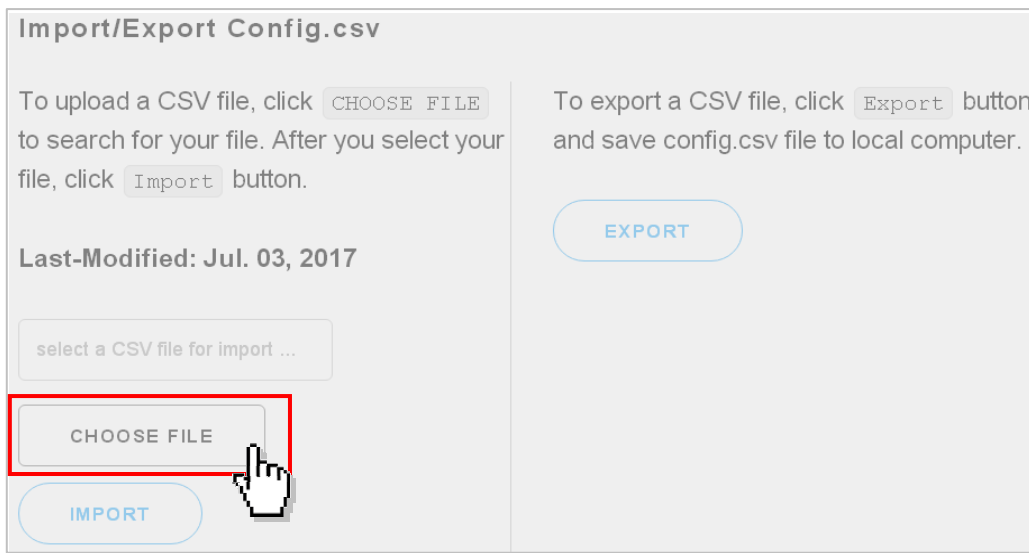 Import/Export Config.csv
To upload a CSV file, click CHOOSE FILE
to search for your file. After you select your
file, click Import button.
Last-Modified: Jul. 03, 2017
select a CSV file for import ...
CHOOSE FILE
IMPORT
To export a CSV file, click Export button
and save config.csv file to local computer.
EXPORT